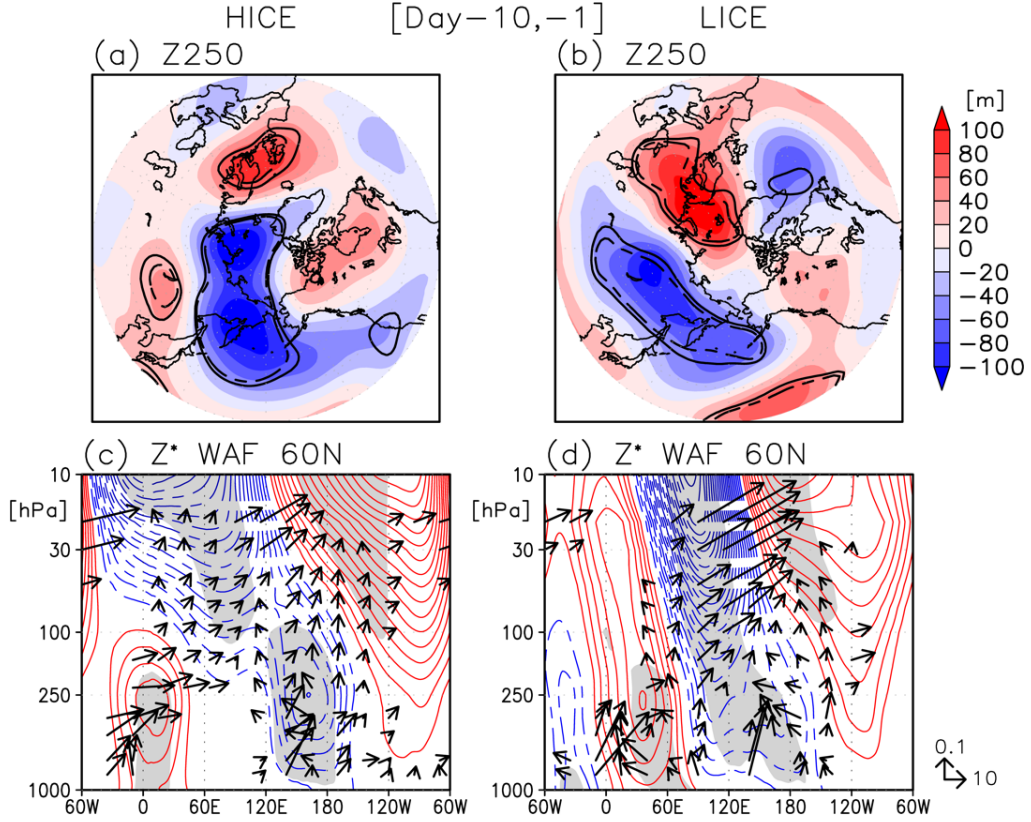 HICE [Day−10,−1] LICE
(a) Z250
(b) Z250
[m]
100
80
60
40
20
0
−20
−40
−60
−80
−100
(c) Z* WAF 60N
(d) Z* WAF 60N
10
[hPa]
30
100
250
1000
60W 0 60E 120E 180 120W 60W
10
[hPa]
30
100
250
1000
60W 0 60E 120E 180 120W 60W
0.1
10